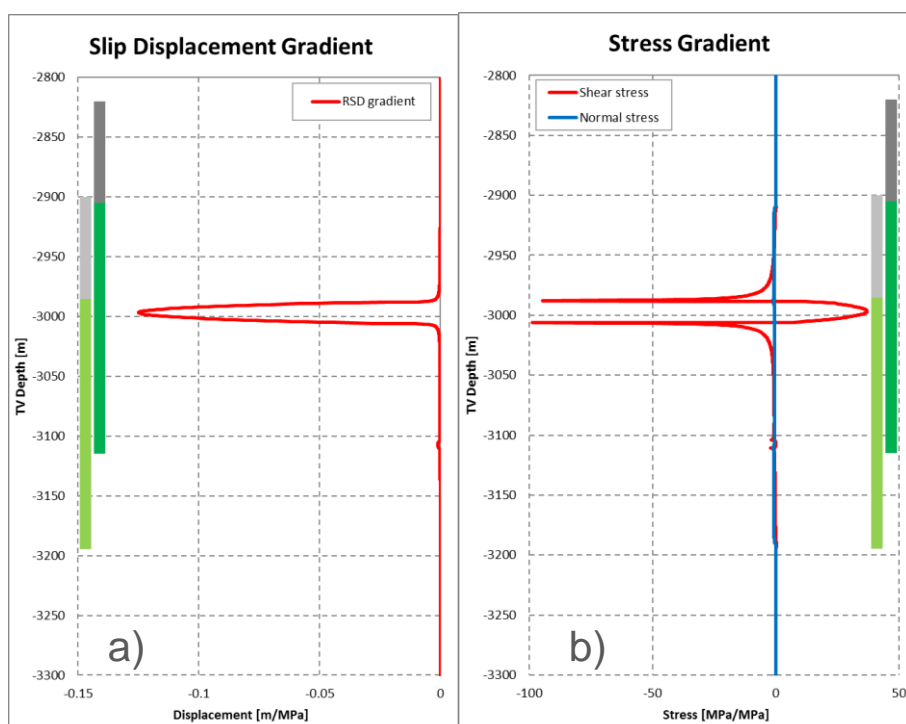 Slip Displacement Gradient
RSD gradient
-2800
-2850
-2900
-2950
-3000
-3050
-3100
-3150
-3200
-3250
-3300
TV Depth [m]
-0.15
-0.1
-0.05
0
Displacement [m/MPa]
a)
Stress Gradient
Shear stress
Normal stress
-2800
-2850
-2900
-2950
-3000
-3050
-3100
-3150
-3200
-3250
-3300
TV Depth [m]
-100
-50
0
50
Stress [MPa/MPa]
b)